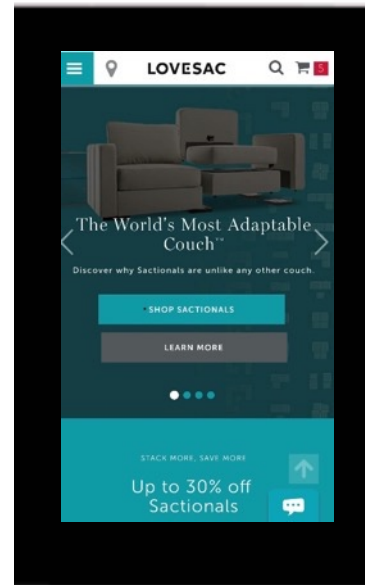 LOVESAC
5
The World's Most Adaptable
Couch™
Discover why Sactionals are unlike any other couch.
SHOP SACTIONALS
LEARN MORE
STACK MORE, SAVE MORE
Up to 30% off
Sactionals